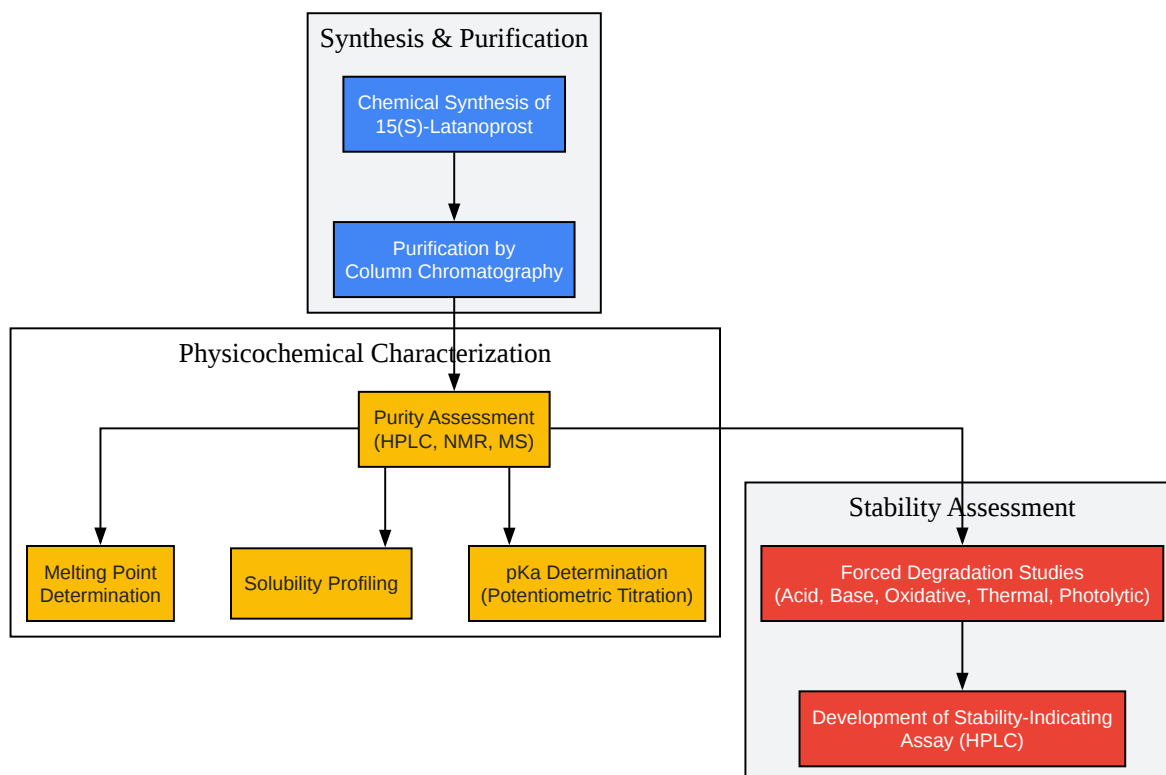 Synthesis & Purification
Chemical Synthesis of
15(S)-Latanoprost
Purification by
Column Chromatography
Physicochemical Characterization
Purity Assessment
(HPLC, NMR, MS)
Melting Point
Determination
Solubility Profiling
pKa Determination
(Potentiometric Titration)
Stability Assessment
Forced Degradation Studies
(Acid, Base, Oxidative, Thermal, Photolytic)
Development of Stability-Indicating
Assay (HPLC)